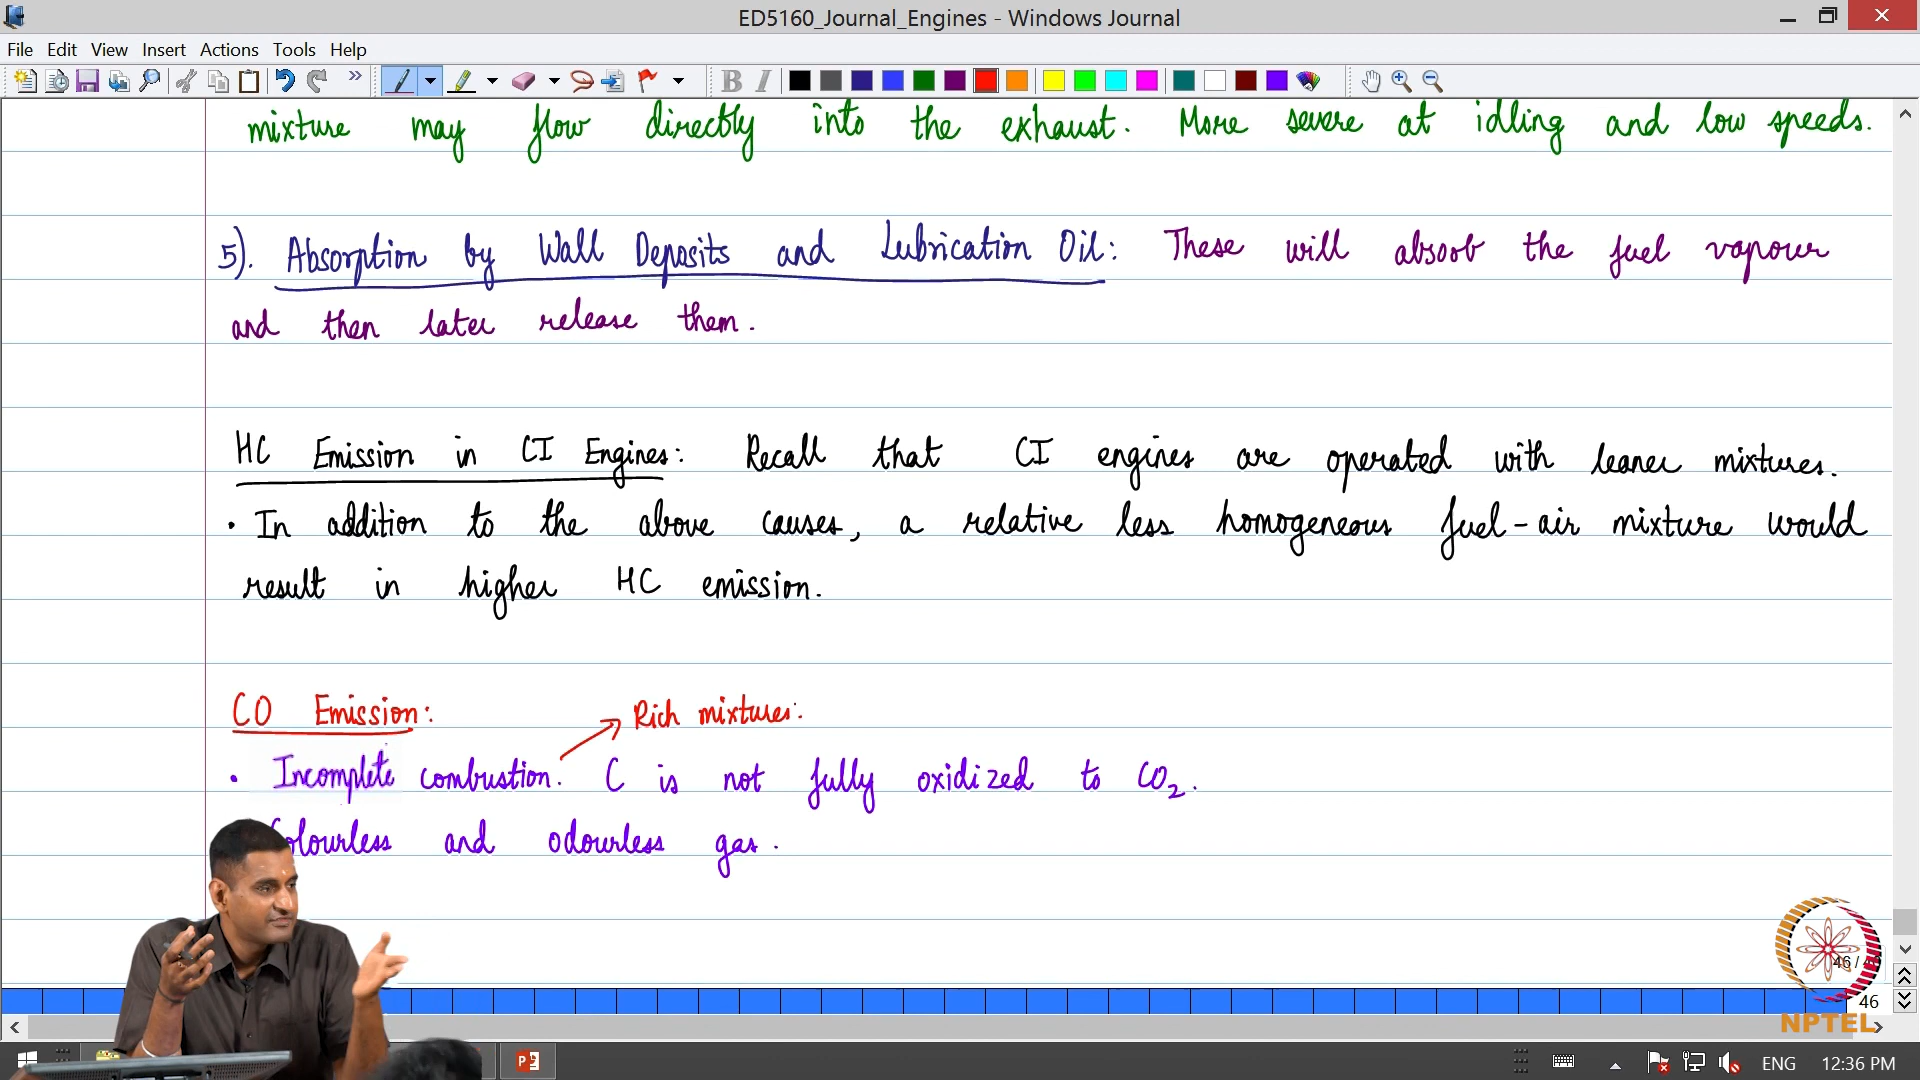 ED5160_Journal_Engines - Windows Journal
File Edit View Insert Actions Tools Help
mixture may flow directly into the exhaust. More severe at idling and low speeds.
5). Absorption by Wall Deposits and Lubrication Oil: These will absorb the fuel vapour
and then later release them.
HC Emission in CI Engines: Recall that CI engines are operated with leaner mixtures.
• In addition to the above causes, a relative less homogeneous fuel-air mixture would
result in higher HC emission.
CO Emission: Rich mixtures.
• Incomplete combustion. C is not fully oxidized to CO2.
Colourless and odourless gas.
46
NPTEL
ENG 12:36 PM